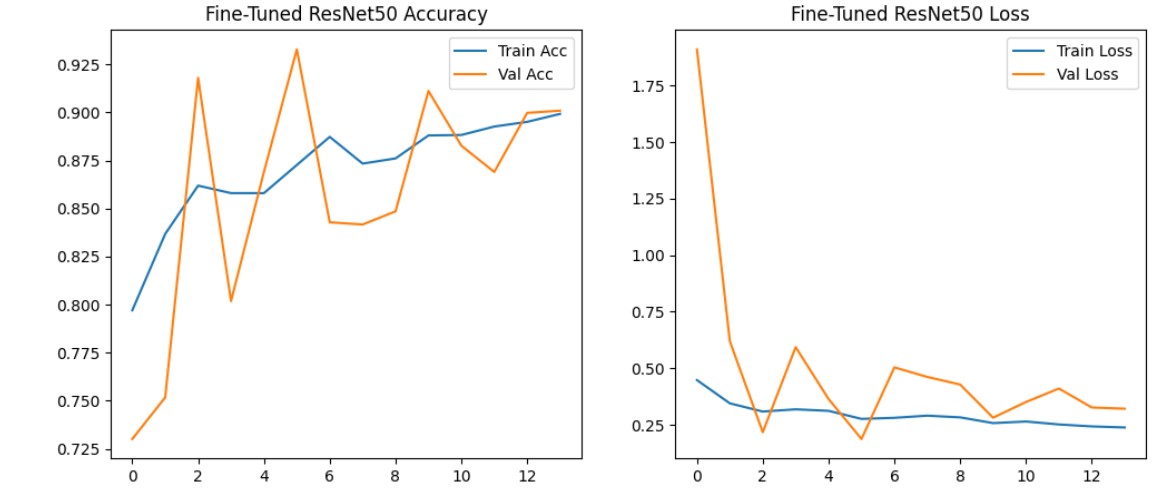 Fine-Tuned ResNet50 Accuracy
Train Acc
Val Acc
0.925
0.900
0.875
0.850
0.825
0.800
0.775
0.750
0.725
0 2 4 6 8 10 12
Fine-Tuned ResNet50 Loss
Train Loss
Val Loss
1.75
1.50
1.25
1.00
0.75
0.50
0.25
0 2 4 6 8 10 12